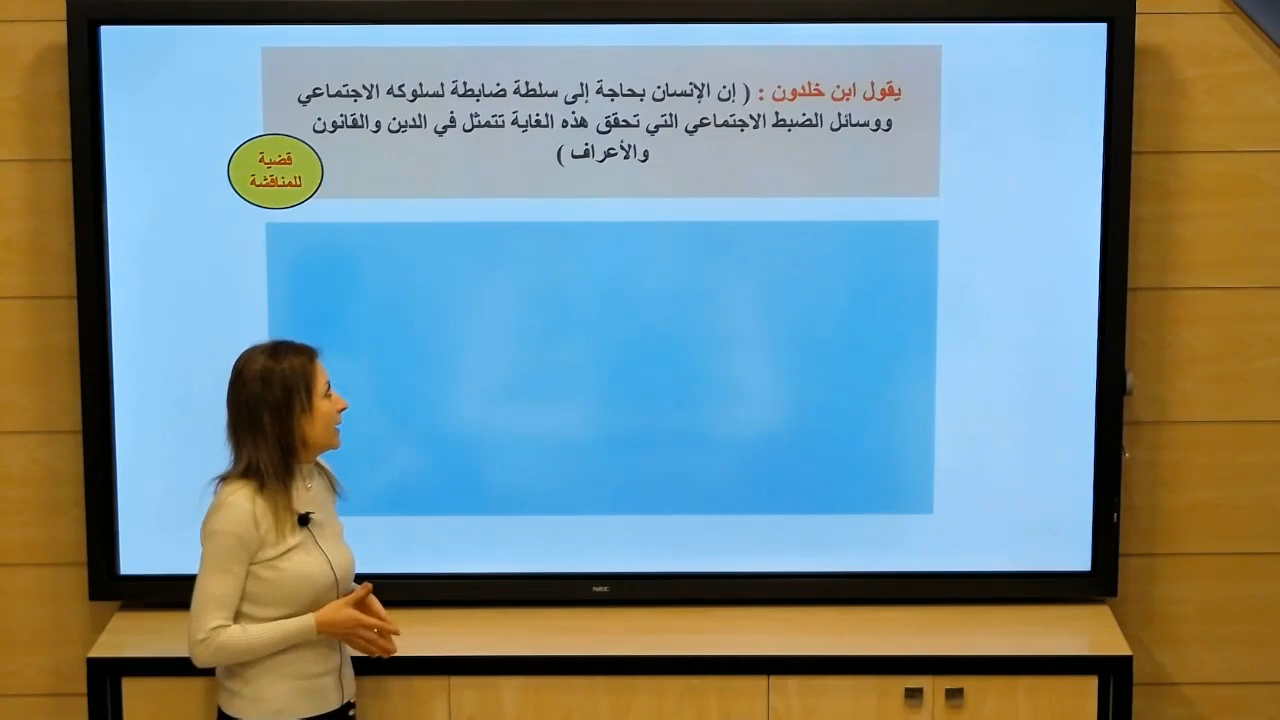 يقول ابن خلدون : ( إن الإنسان بحاجة إلى سلطة ضابطة لسلوكه الاجتماعي
ووسائل الضبط الاجتماعي التي تحقق هذه الغاية تتمثل في الدين والقانون
والأعراف )
قضية
للمناقشة
NEC